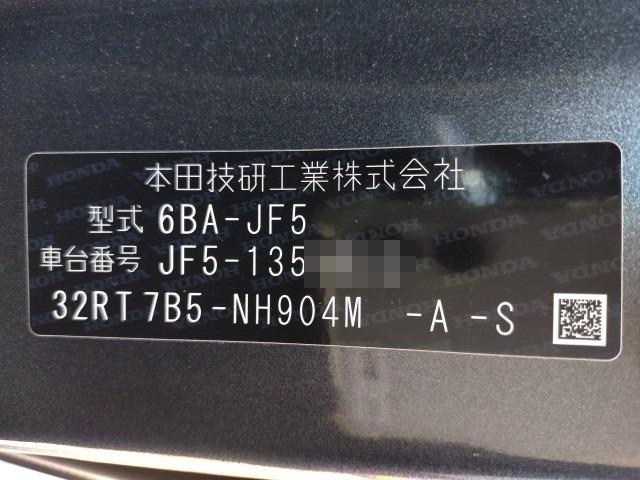 本田技研工業株式会社
型式 6BA-JF5
車台番号 JF5-135
32RT7B5-NH904M -A -S